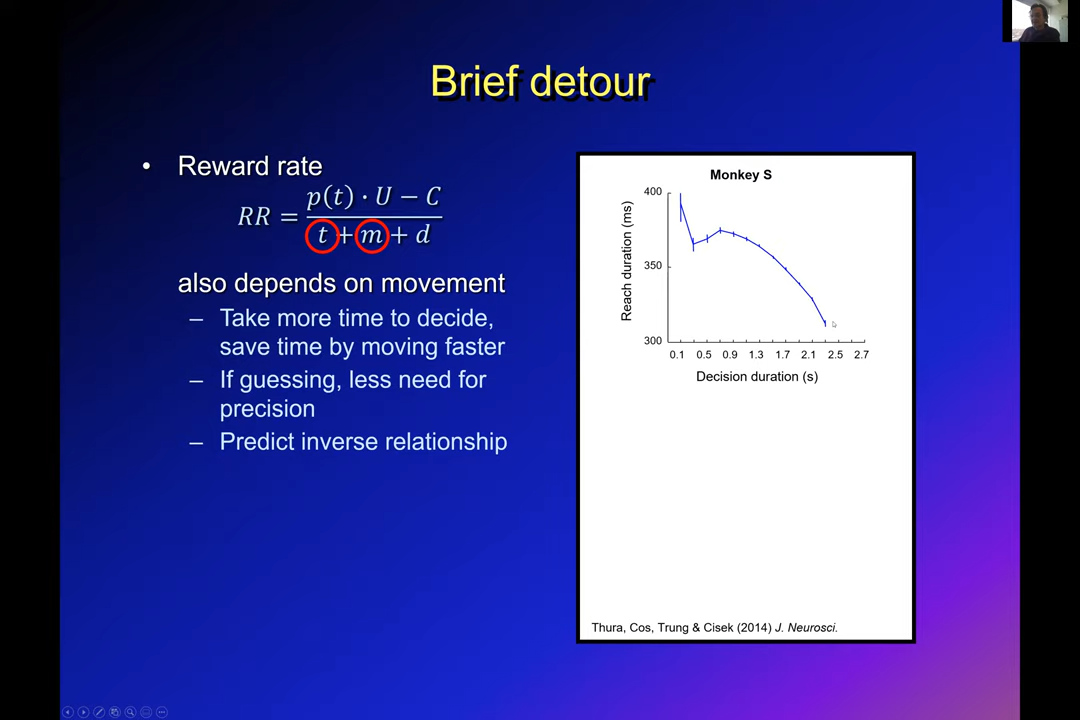 Brief detour
• Reward rate
RR = p(t) · U − C / t + m + d
also depends on movement
– Take more time to decide,
save time by moving faster
– If guessing, less need for
precision
– Predict inverse relationship
Monkey S
Reach duration (ms)
400
350
300
0.1 0.5 0.9 1.3 1.7 2.1 2.5 2.7
Decision duration (s)
Thura, Cos, Trung & Cisek (2014) J. Neurosci.